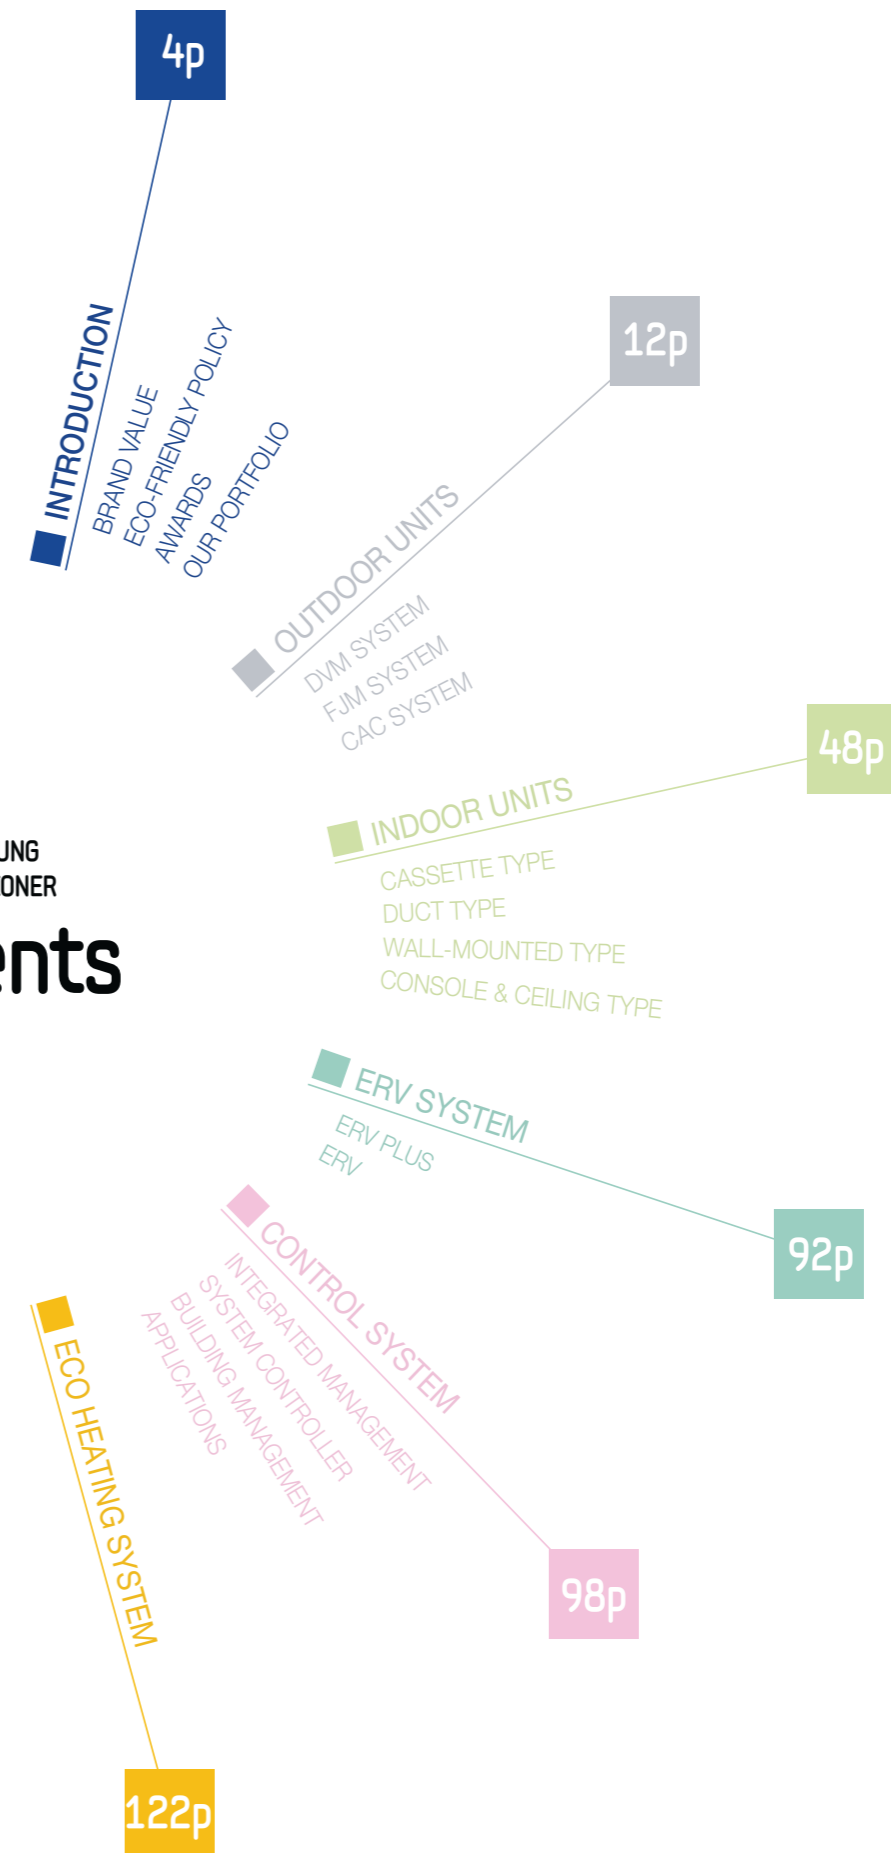 4p
INTRODUCTION
BRAND VALUE
ECO-FRIENDLY POLICY
AWARDS
OUR PORTFOLIO
12p
OUTDOOR UNITS
DVM SYSTEM
FJM SYSTEM
CAC SYSTEM
48p
INDOOR UNITS
CASSETTE TYPE
DUCT TYPE
WALL-MOUNTED TYPE
CONSOLE & CEILING TYPE
UNG
ONER
ents
ERV SYSTEM
ERV PLUS
ERV
92p
CONTROL SYSTEM
INTEGRATED MANAGEMENT
SYSTEM CONTROLLER
BUILDING MANAGEMENT
APPLICATIONS
98p
ECO HEATING SYSTEM
122p